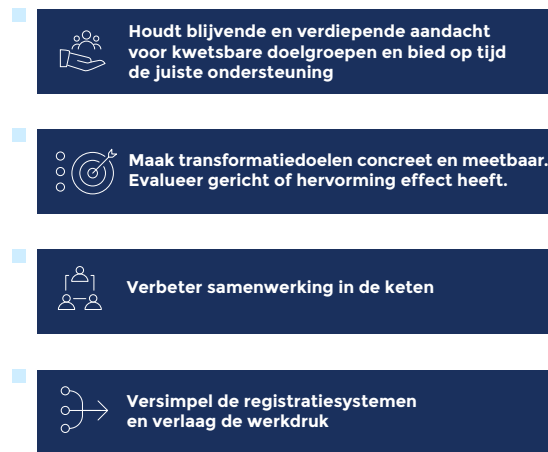 Houdt blijvende en verdiepende aandacht
voor kwetsbare doelgroepen en bied op tijd
de juiste ondersteuning
Maak transformatiedoelen concreet en meetbaar.
Evalueer gericht of hervorming effect heeft.
Verbeter samenwerking in de keten
Versimpel de registratiesystemen
en verlaag de werkdruk